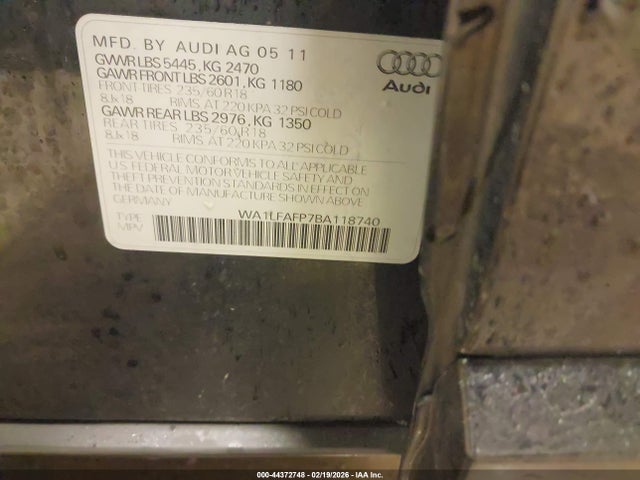 MFD. BY AUDI AG 05 11
GVWR LBS 5445, KG 2470
GAWR FRONT LBS 2601, KG 1180
FRONT TIRES 235/60 R18
8Jx18 RIMS, AT 220 KPA 32 PSI COLD
GAWR REAR LBS 2976, KG 1350
REAR TIRES 235/60 R18
8Jx18 RIMS, AT 220 KPA 32 PSI COLD
Audi
THIS VEHICLE CONFORMS TO ALL APPLICABLE
U.S. FEDERAL MOTOR VEHICLE SAFETY AND
THEFT PREVENTION STANDARDS IN EFFECT ON
THE DATE OF MANUFACTURE SHOWN ABOVE.
GERMANY
WA1LFAFP7BA118740
TYPE
MPV
000-44372748 - 02/19/2026 - IAA Inc.